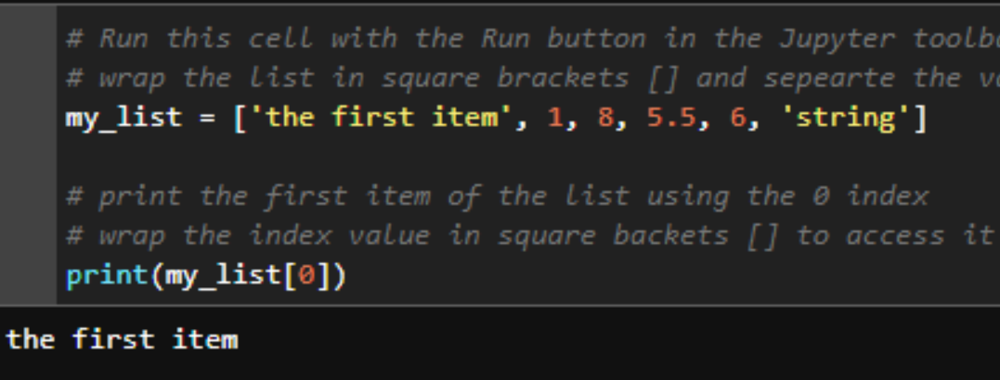 # Run this cell with the Run button in the Jupyter
# wrap the list in square brackets [] and sepearte the
my_list = ['the first item', 1, 8, 5.5, 6, 'string']
# print the first item of the list using the 0 index
# wrap the index value in square backets [] to access it
print(my_list[0])
the first item